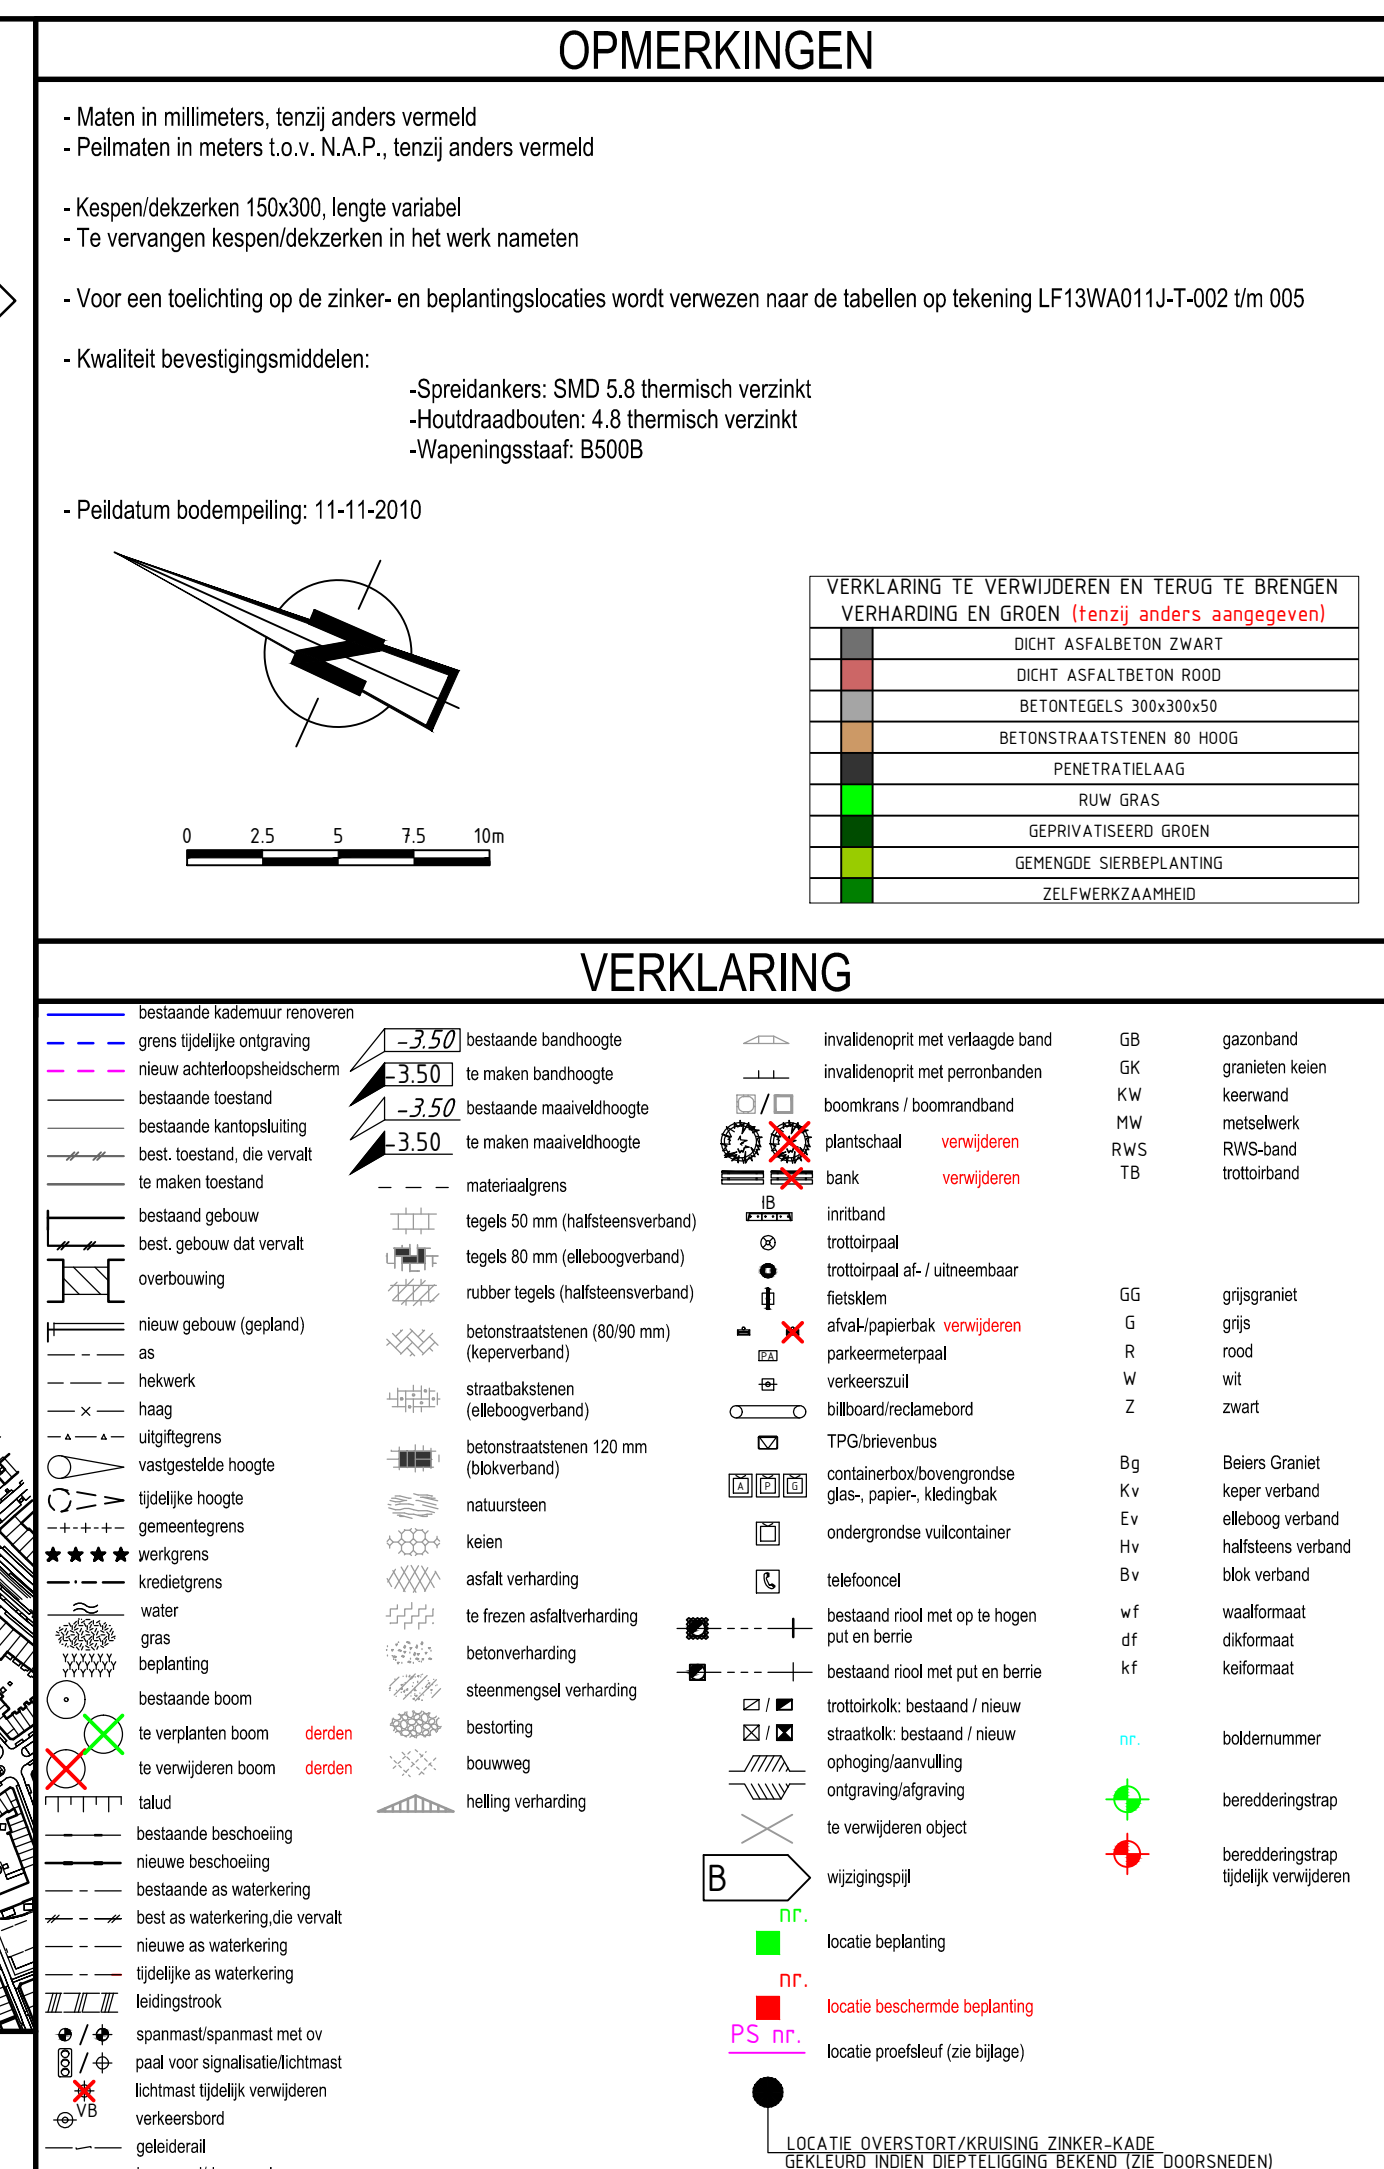 OPMERKINGEN
- Maten in millimeters, tenzij anders vermeld
- Peilmaten in meters t.o.v. N.A.P., tenzij anders vermeld
- Kespen/dekzerken 150x300, lengte variabel
- Te vervangen kespen/dekzerken in het werk nameten
- Voor een toelichting op de zinker- en beplantingslocaties wordt verwezen naar de tabellen op tekening LF13WA011J-T-002 t/m 005
- Kwaliteit bevestigingsmiddelen:
-Spreidankers: SMD 5.8 thermisch verzinkt
-Houtdraadbouten: 4.8 thermisch verzinkt
-Wapeningsstaaf: B500B
- Peildatum bodempeiling: 11-11-2010
N
0 2.5 5 7.5 10m
VERKLARING TE VERWIJDEREN EN TERUG TE BRENGEN
VERHARDING EN GROEN (tenzij anders aangegeven)
DICHT ASFALBETON ZWART
DICHT ASFALTBETON ROOD
BETONTEGELS 300x300x50
BETONSTRAATSTENEN 80 HOOG
PENETRATIELAAG
RUW GRAS
GEPRIVATISEERD GROEN
GEMENGDE SIERBEPLANTING
ZELFWERKZAAMHEID
VERKLARING
bestaande kademuur renoveren
grens tijdelijke ontgraving
nieuw achterloopsheidscherm
bestaande toestand
bestaande kantopsluiting
best. toestand, die vervalt
te maken toestand
bestaand gebouw
best. gebouw dat vervalt
overbouwing
nieuw gebouw (gepland)
as
hekwerk
haag
uitgiftegrens
vastgestelde hoogte
tijdelijke hoogte
gemeentegrens
werkgrens
kredietgrens
water
gras
beplanting
bestaande boom
te verplanten boom derden
te verwijderen boom derden
talud
bestaande beschoeiing
nieuwe beschoeiing
bestaande as waterkering
best as waterkering,die vervalt
nieuwe as waterkering
tijdelijke as waterkering
leidingstrook
spanmast/spanmast met ov
paal voor signalisatie/lichtmast
lichtmast tijdelijk verwijderen
VB
verkeersbord
geleiderail
-3.50 bestaande bandhoogte
-3.50 te maken bandhoogte
-3.50 bestaande maaiveldhoogte
-3.50 te maken maaiveldhoogte
materiaalgrens
tegels 50 mm (halfsteensverband)
tegels 80 mm (elleboogverband)
rubber tegels (halfsteensverband)
betonstraatstenen (80/90 mm)
(keperverband)
straatbakstenen
(elleboogverband)
betonstraatstenen 120 mm
(blokverband)
natuursteen
keien
asfalt verharding
te frezen asfaltverharding
betonverharding
steenmengsel verharding
bestorting
bouwweg
helling verharding
invalidenoprit met verlaagde band
invalidenoprit met perronbanden
/ boomkrans / boomrandband
plantschaal verwijderen
bank verwijderen
IB
inritband
trottoirpaal
trottoirpaal af- / uitneembaar
fietsklem
afval-/papierbak verwijderen
PA parkeermeterpaal
verkeerszuil
billboard/reclamebord
TPG/brievenbus
containerbox/bovengrondse
A P G glas-, papier-, kledingbak
ondergrondse vuilcontainer
telefooncel
bestaand riool met op te hogen
put en berrie
bestaand riool met put en berrie
/ trottoirkolk: bestaand / nieuw
/ straatkolk: bestaand / nieuw
ophoging/aanvulling
ontgraving/afgraving
te verwijderen object
B wijzigingspijl
nr.
locatie beplanting
nr.
locatie beschermde beplanting
PS nr.
locatie proefsleuf (zie bijlage)
LOCATIE OVERSTORT/KRUISING ZINKER-KADE
GEKLEURD INDIEN DIEPTELIGGING BEKEND (ZIE DOORSNEDEN)
GB gazonband
GK granieten keien
KW keerwand
MW metselwerk
RWS RWS-band
TB trottoirband
GG grijsgraniet
G grijs
R rood
W wit
Z zwart
Bg Beiers Graniet
Kv keper verband
Ev elleboog verband
Hv halfsteens verband
Bv blok verband
wf waalformaat
df dikformaat
kf keiformaat
nr. boldernummer
beredderingstrap
beredderingstrap
tijdelijk verwijderen